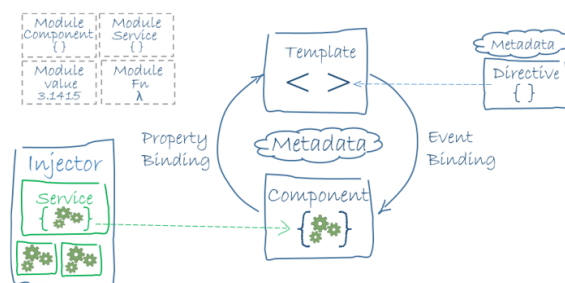 Module
Component
{ }
Module
Service
{ }
Module
value
3.1415
Module
Fn
λ
Template
< >
Metadata
Directive
{ }
Property
Binding
Metadata
Event
Binding
Injector
Service
{ }
Component
{ }